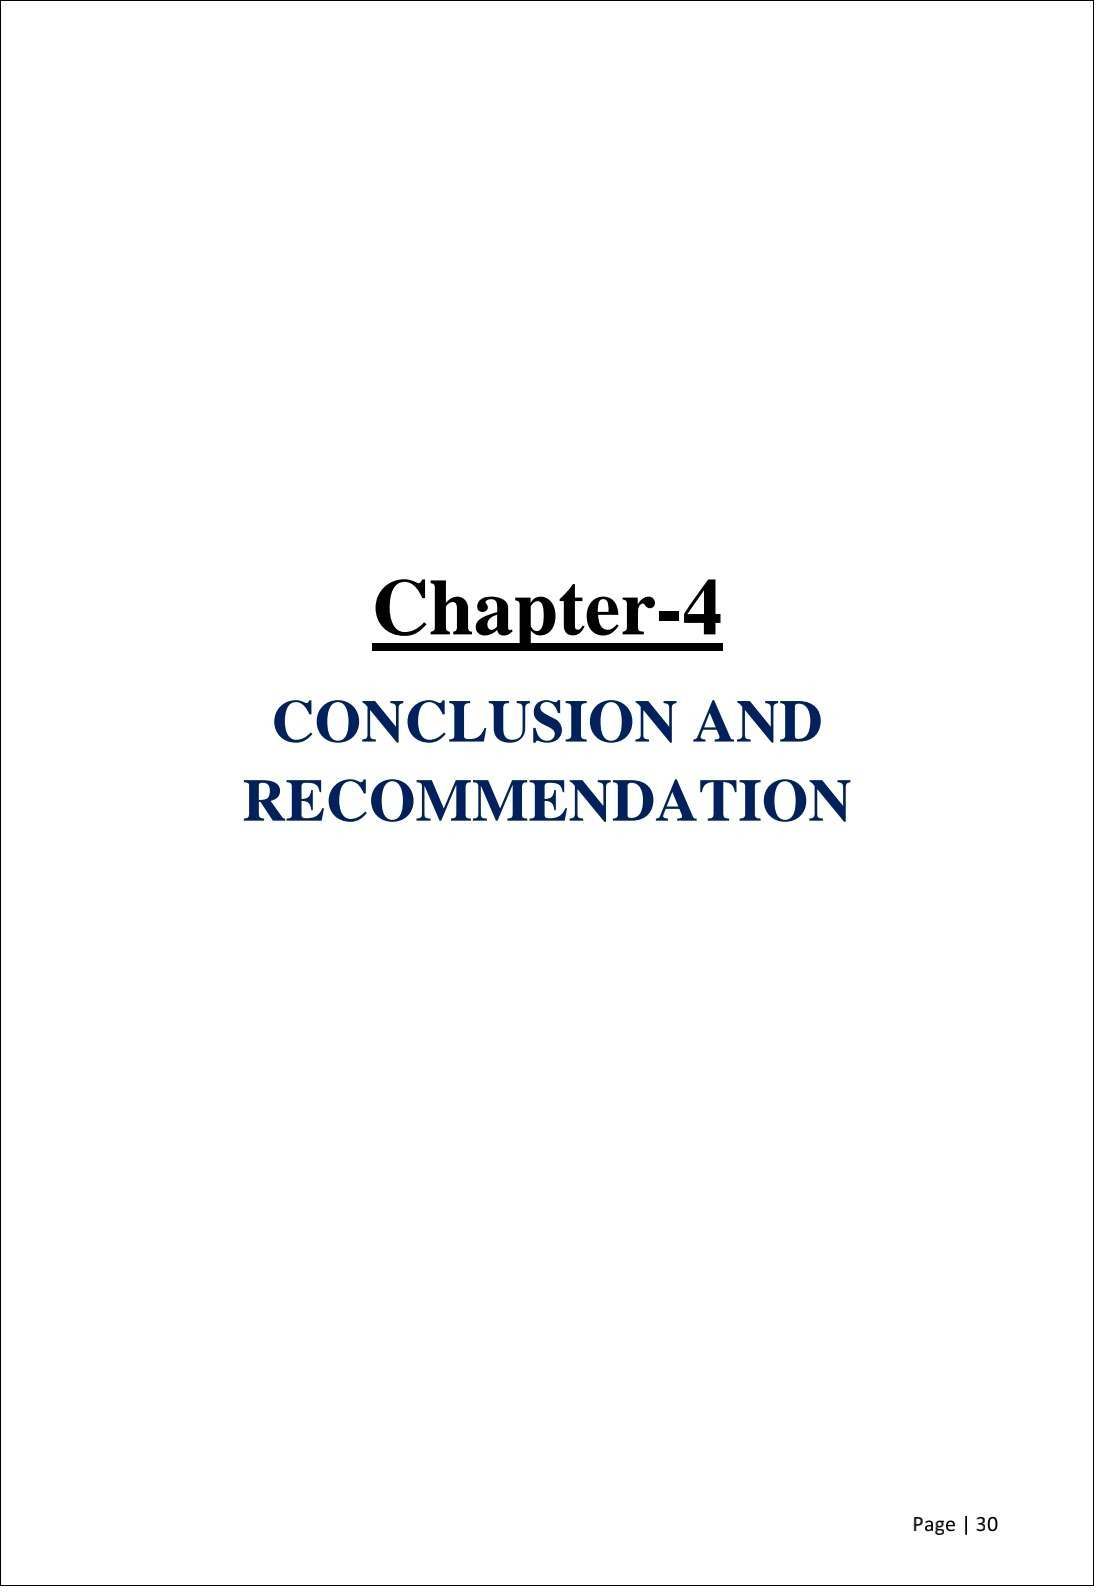 Chapter-4
CONCLUSION AND
RECOMMENDATION
Page | 30